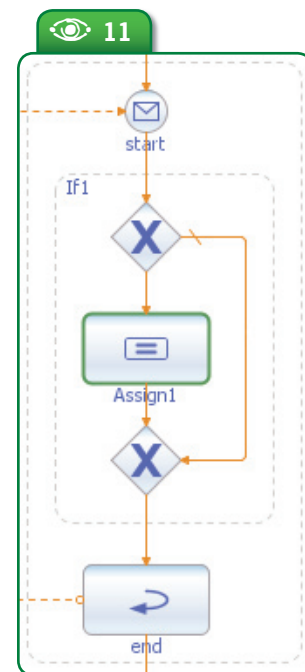 11
start
If1
X
Assign1
X
end